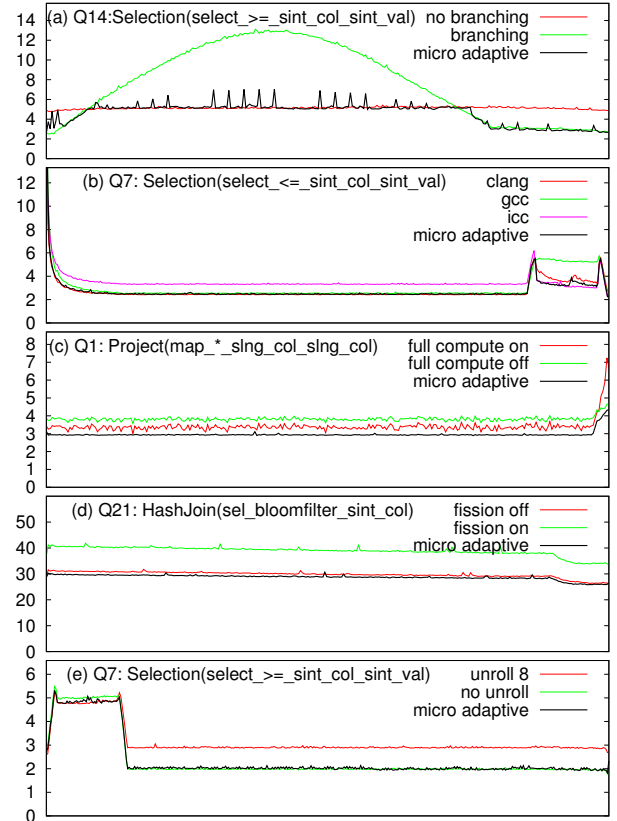 (a) Q14:Selection(select_>=_sint_col_sint_val) no branching
branching
micro adaptive
14
12
10
8
6
4
2
0
(b) Q7: Selection(select_<=_sint_col_sint_val) clang
gcc
icc
micro adaptive
12
10
8
6
4
2
0
(c) Q1: Project(map_*_slng_col_slng_col) full compute on
full compute off
micro adaptive
8
7
6
5
4
3
2
1
0
(d) Q21: HashJoin(sel_bloomfilter_sint_col) fission off
fission on
micro adaptive
50
40
30
20
10
0
(e) Q7: Selection(select_>=_sint_col_sint_val) unroll 8
no unroll
micro adaptive
6
5
4
3
2
1
0